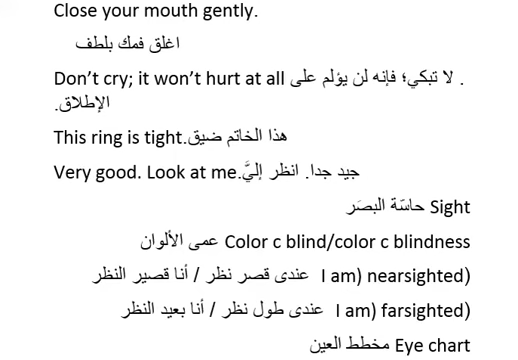 Close your mouth gently.
اغلق فمك بلطف
Don't cry; it won't hurt at all لا تبكي؛ فإنه لن يؤلم على .
الإطلاق.
This ring is tight.هذا الخاتم ضيق
Very good. Look at me.جيد جدا. انظر إليَّ
حاسّة البصَر Sight
عمى الألوان Color c blind/color c blindness
I am) nearsighted) عندى قصر نظر / أنا قصير النظر
I am) farsighted) عندى طول نظر / أنا بعيد النظر
مخطط العين Eye chart